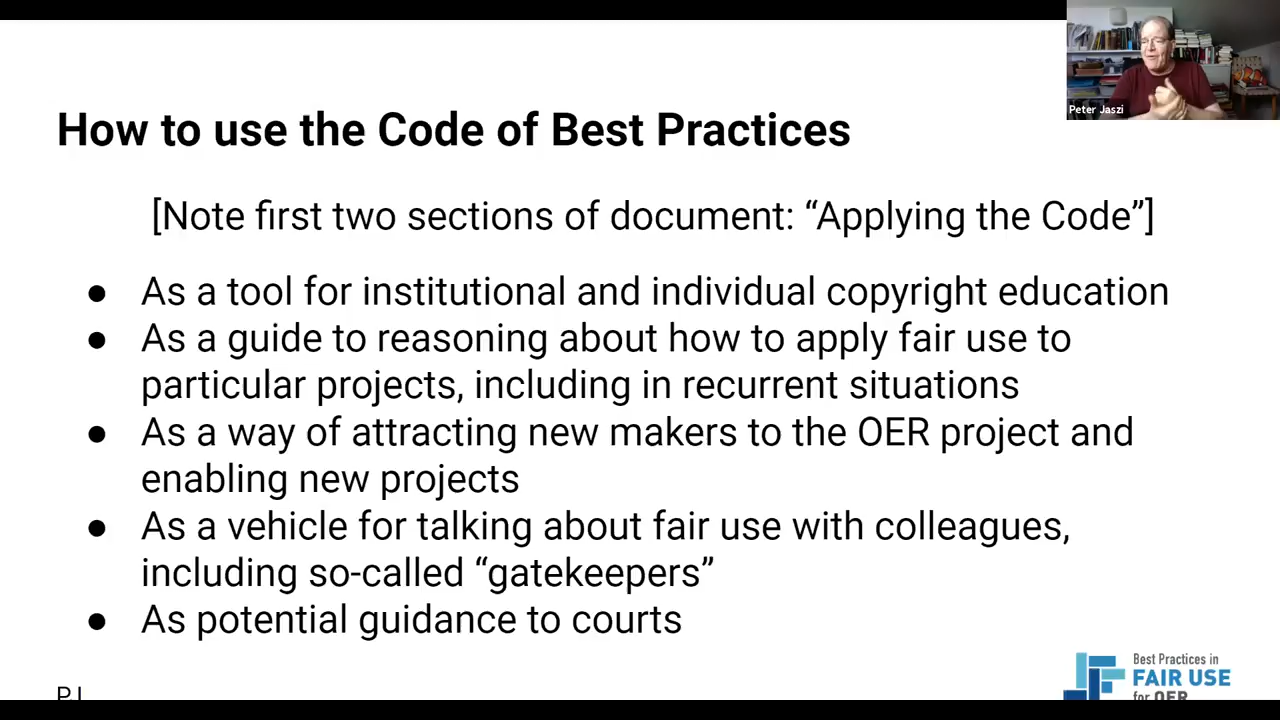 Peter Jaszi
How to use the Code of Best Practices
[Note first two sections of document: “Applying the Code”]
● As a tool for institutional and individual copyright education
● As a guide to reasoning about how to apply fair use to
particular projects, including in recurrent situations
● As a way of attracting new makers to the OER project and
enabling new projects
● As a vehicle for talking about fair use with colleagues,
including so-called “gatekeepers”
● As potential guidance to courts
PJ
Best Practices in
FAIR USE
for OER